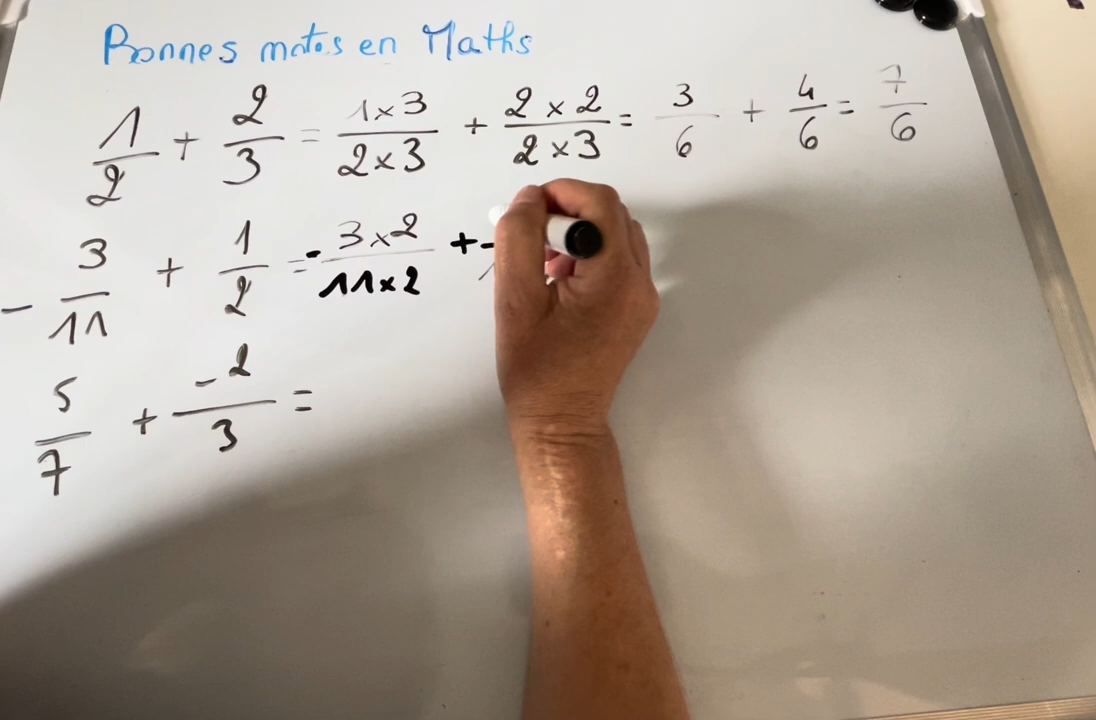 Bonnes notes en Maths
1/2 + 2/3 = 1×3/2×3 + 2×2/2×3 = 3/6 + 4/6 = 7/6
- 3/11 + 1/2 = - 3×2/11×2 +
5/7 + -2/3 =